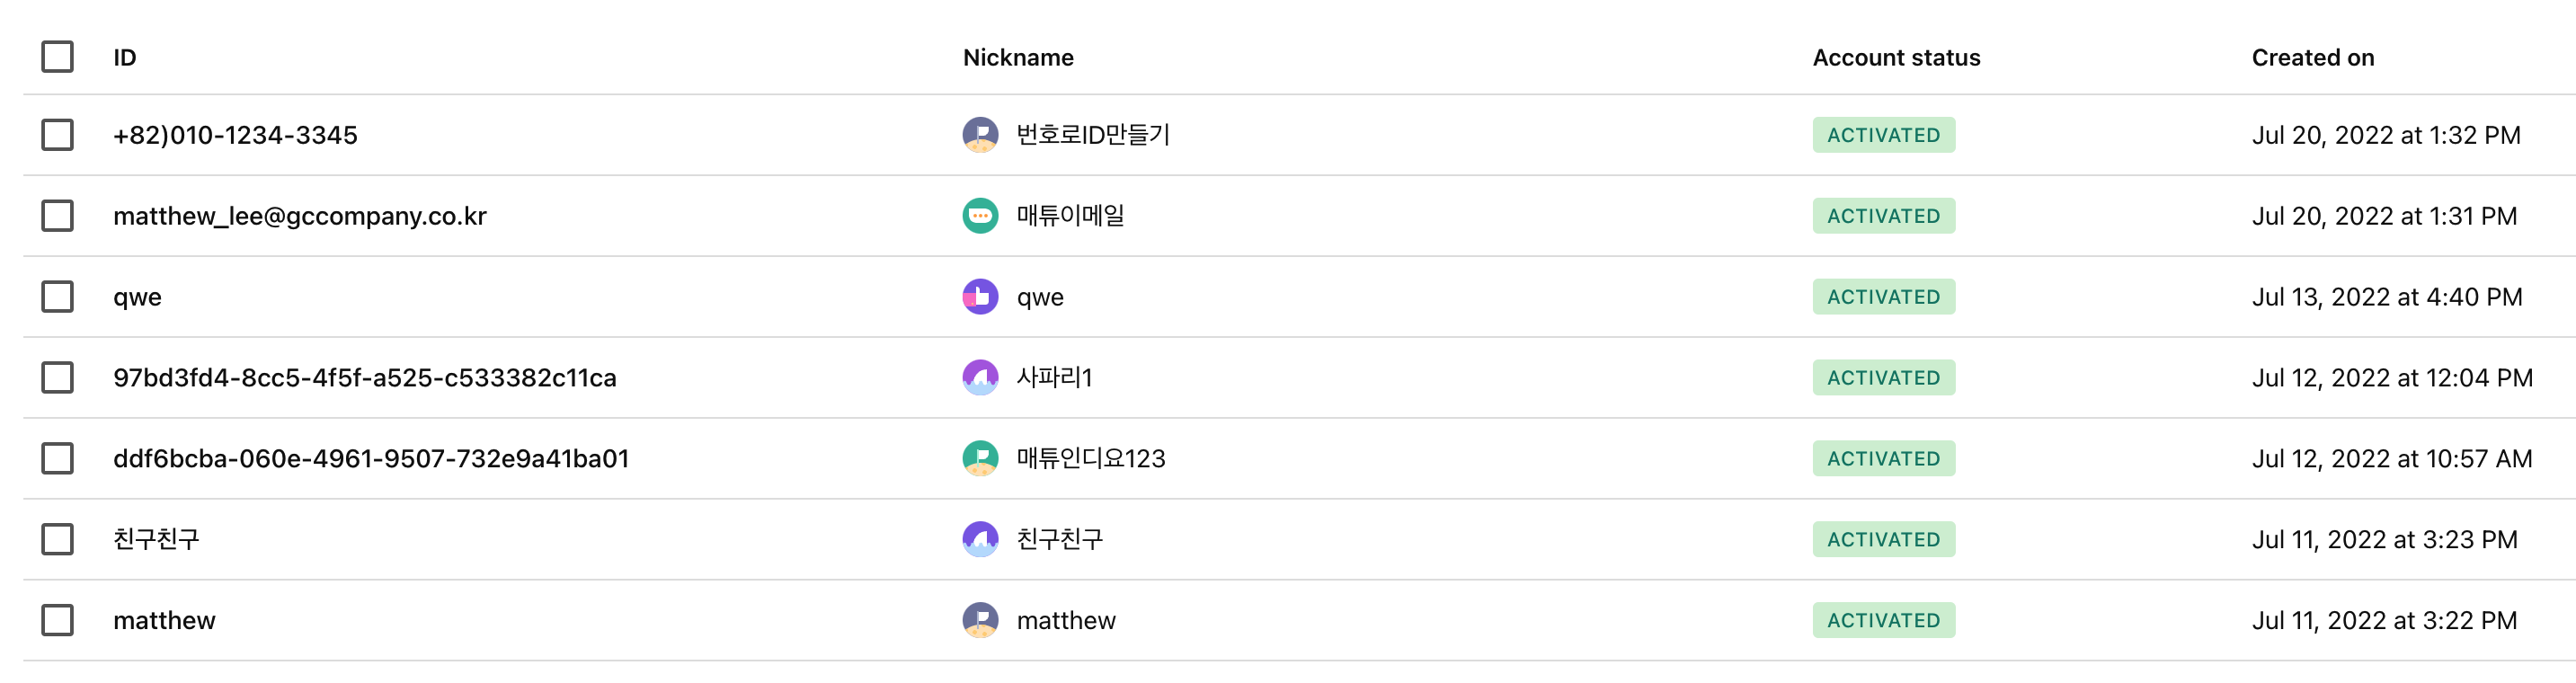 ID Nickname Account status Created on
+82)010-1234-3345 번호로ID만들기 ACTIVATED Jul 20, 2022 at 1:32 PM
matthew_lee@gccompany.co.kr 매튜이메일 ACTIVATED Jul 20, 2022 at 1:31 PM
qwe qwe ACTIVATED Jul 13, 2022 at 4:40 PM
97bd3fd4-8cc5-4f5f-a525-c533382c11ca 사파리1 ACTIVATED Jul 12, 2022 at 12:04 PM
ddf6bcba-060e-4961-9507-732e9a41ba01 매튜인디요123 ACTIVATED Jul 12, 2022 at 10:57 AM
친구친구 친구친구 ACTIVATED Jul 11, 2022 at 3:23 PM
matthew matthew ACTIVATED Jul 11, 2022 at 3:22 PM